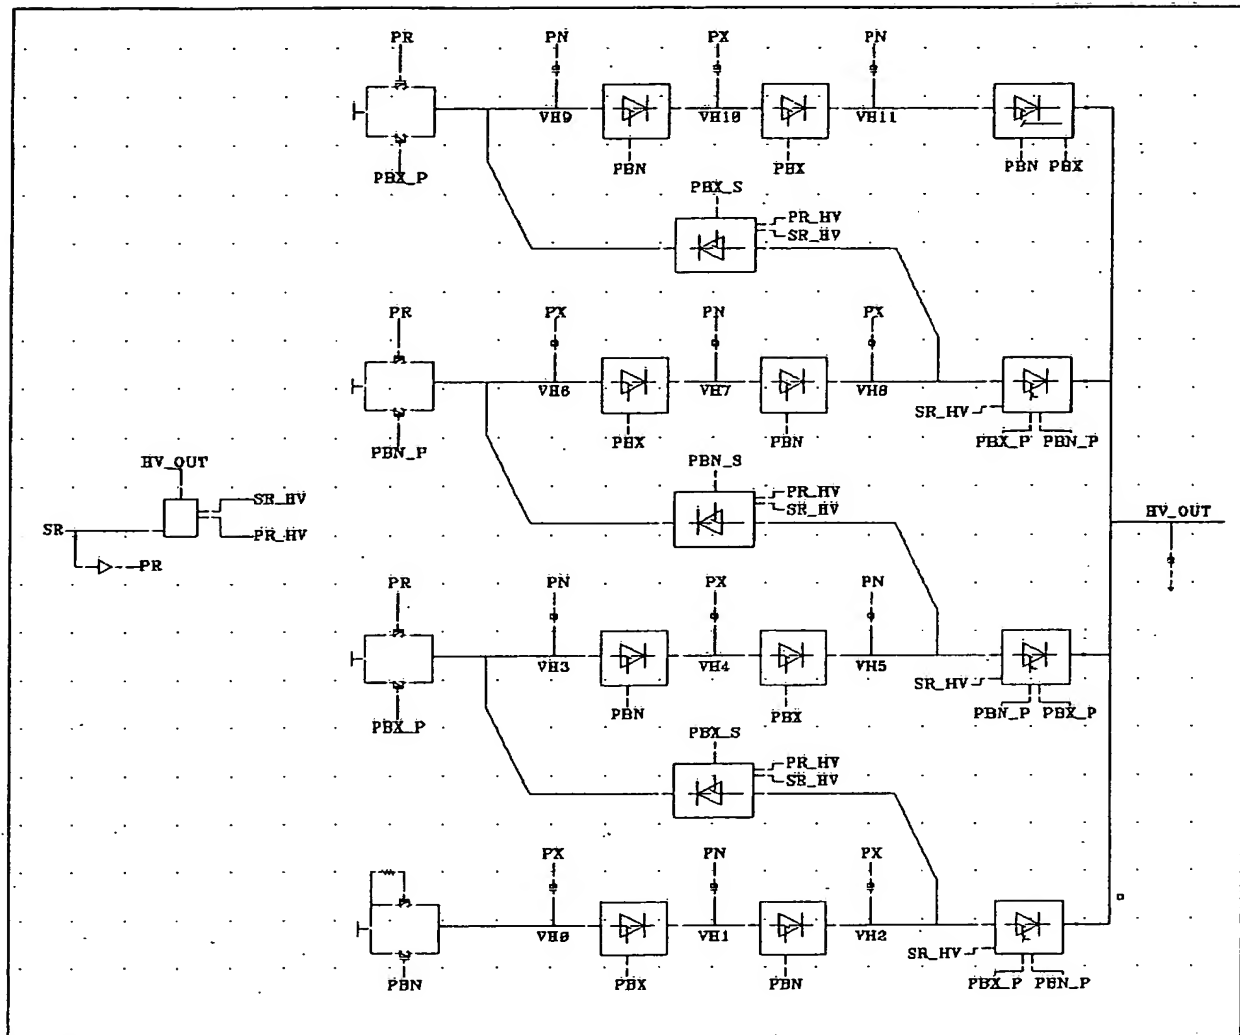 PR PN PX PN
VH9 VH10 VH11
PBX_P PBN PBX PBN PBX
PBX_S
PR_HV
SR_HV
PR PX PN PX
VH6 VH7 VH8
SR_HV
PBN_P PBX PBN PBX_P PBN_P
PBN_S
HV_OUT
PR_HV
SR_HV
SR_HV
HV_OUT
SR
PR_HV
PR
PR PN PX PN
VH3 VH4 VH5
SR_HV
PBX_P PBN PBX PBN_P PBX_P
PBX_S
PR_HV
SR_HV
PX PN PX
VH0 VH1 VH2
SR_HV
PBN PBX PBN PBX_P PBN_P